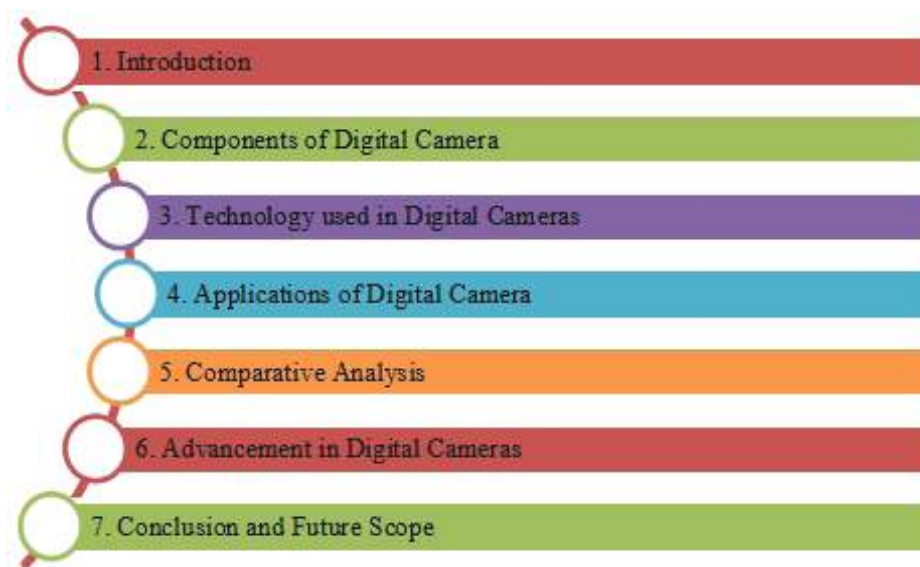 1. Introduction
2. Components of Digital Camera
3. Technology used in Digital Cameras
4. Applications of Digital Camera
5. Comparative Analysis
6. Advancement in Digital Cameras
7. Conclusion and Future Scope